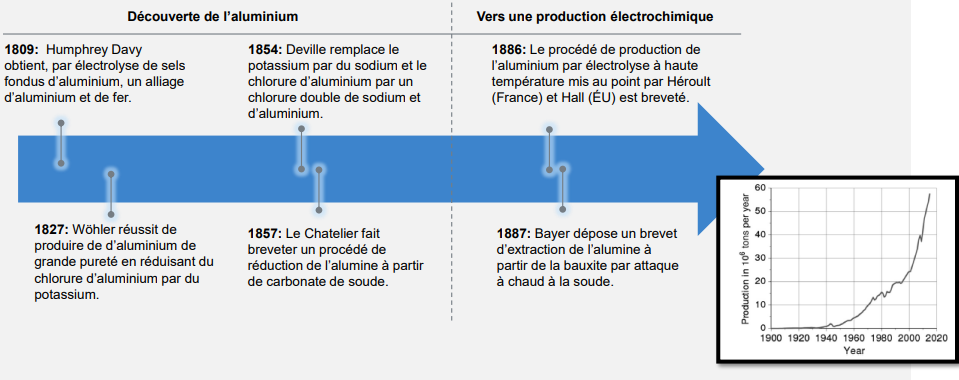 Découverte de l’aluminium
Vers une production électrochimique
1809:  Humphrey Davy
obtient, par électrolyse de sels
fondus d’aluminium, un alliage
d’aluminium et de fer.
1854: Deville remplace le
potassium par du sodium et le
chlorure d’aluminium par un
chlorure double de sodium et
d’aluminium.
1886: Le procédé de production de
l’aluminium par électrolyse à haute
température mis au point par Héroult
(France) et Hall (ÉU) est breveté.
1827: Wöhler réussit de
produire de d’aluminium de
grande pureté en réduisant du
chlorure d’aluminium par du
potassium.
1857: Le Chatelier fait
breveter un procédé de
réduction de l’alumine à partir
de carbonate de soude.
1887: Bayer dépose un brevet
d’extraction de l’alumine à
partir de la bauxite par attaque
à chaud à la soude.
Production in 10⁶ tons per year
60
50
40
30
20
10
0
1900 1920 1940 1960 1980 2000 2020
Year